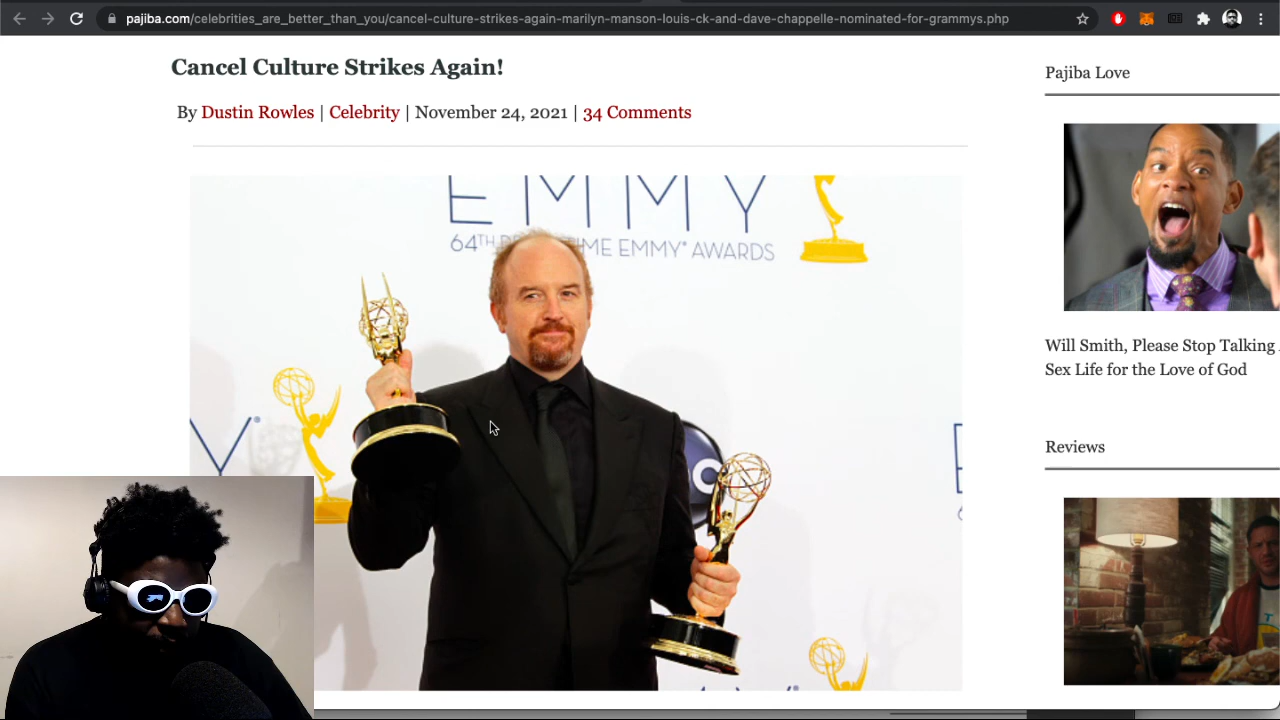 pajiba.com/celebrities_are_better_than_you/cancel-culture-strikes-again-marilyn-manson-louis-ck-and-dave-chappelle-nominated-for-grammys.php
Cancel Culture Strikes Again!
By Dustin Rowles | Celebrity | November 24, 2021 | 34 Comments
EMMY
64TH ME EMMY® AWARDS
Pajiba Love
Will Smith, Please Stop Talking
Sex Life for the Love of God
Reviews